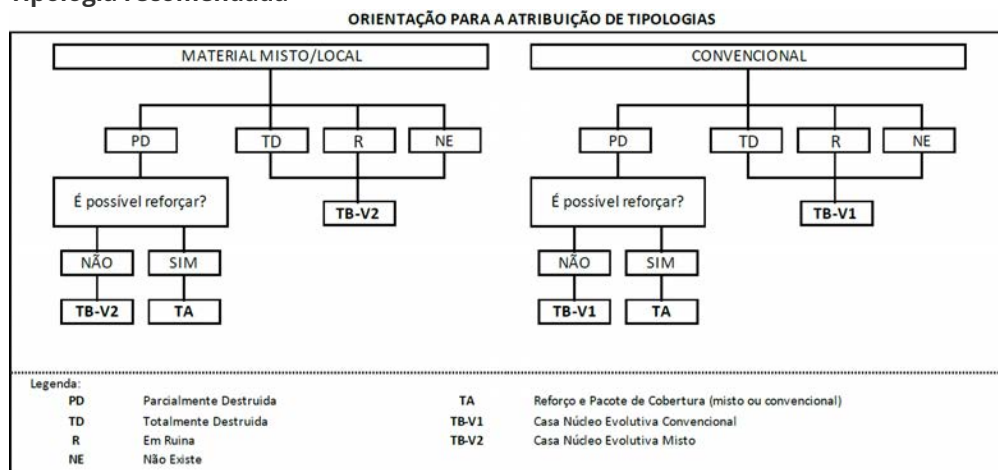 ORIENTAÇÃO PARA A ATRIBUIÇÃO DE TIPOLOGIAS
MATERIAL MISTO/LOCAL
CONVENCIONAL
PD TD R NE
PD TD R NE
É possível reforçar?
TB-V2
É possível reforçar?
TB-V1
NÃO SIM
NÃO SIM
TB-V2 TA
TB-V1 TA
Legenda:
PD Parcialmente Destruida TA Reforço e Pacote de Cobertura (misto ou convencional)
TD Totalmente Destruida TB-V1 Casa Núcleo Evolutiva Convencional
R Em Ruina TB-V2 Casa Núcleo Evolutiva Misto
NE Não Existe